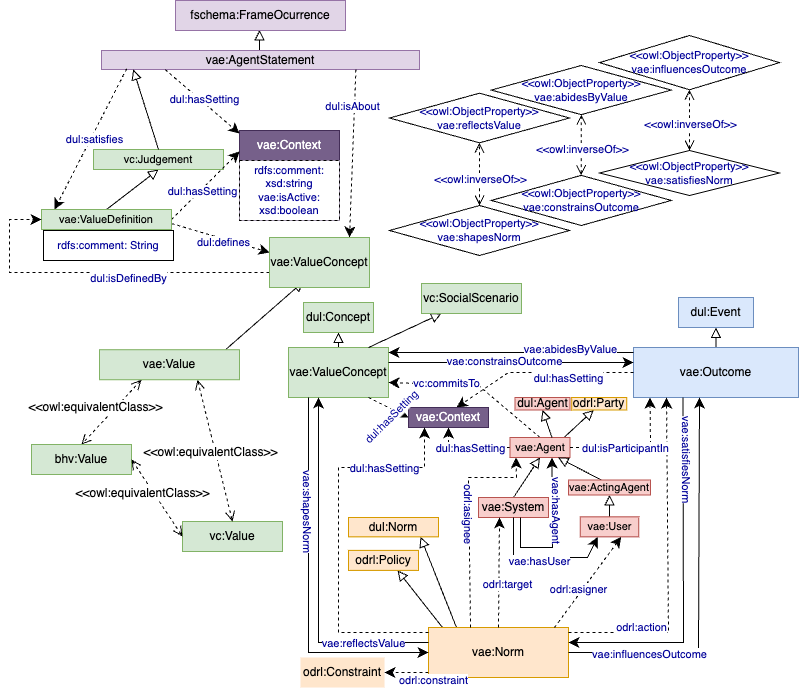 fschema:FrameOcurrence
vae:AgentStatement
dul:hasSetting
dul:isAbout
dul:satisfies
vae:Context
rdfs:comment:
xsd:string
vae:isActive:
xsd:boolean
vc:Judgement
dul:hasSetting
vae:ValueDefinition
rdfs:comment: String
dul:defines
dul:isDefinedBy
vae:ValueConcept
<<owl:ObjectProperty>>
vae:influencesOutcome
<<owl:ObjectProperty>>
vae:abidesByValue
<<owl:ObjectProperty>>
vae:reflectsValue
<<owl:inverseOf>>
<<owl:inverseOf>>
<<owl:inverseOf>>
<<owl:ObjectProperty>>
vae:satisfiesNorm
<<owl:ObjectProperty>>
vae:constrainsOutcome
<<owl:ObjectProperty>>
vae:shapesNorm
vae:Value
<<owl:equivalentClass>>
bhv:Value
<<owl:equivalentClass>>
<<owl:equivalentClass>>
vc:Value
dul:Concept
vc:SocialScenario
dul:Event
vae:ValueConcept
vae:abidesByValue
vae:constrainsOutcome
vae:Outcome
vc:commitsTo
dul:hasSetting
dul:hasSetting
vae:Context
dul:Agent
odrl:Party
dul:hasSetting
vae:Agent
dul:isParticipantIn
vae:satisfiesNorm
dul:hasSetting
vae:shapesNorm
odrl:asignee
vae:System
vae:hasAgent
vae:ActingAgent
vae:User
dul:Norm
odrl:Policy
vae:hasUser
odrl:target
odrl:asigner
odrl:action
vae:reflectsValue
vae:Norm
vae:influencesOutcome
odrl:Constraint
odrl:constraint